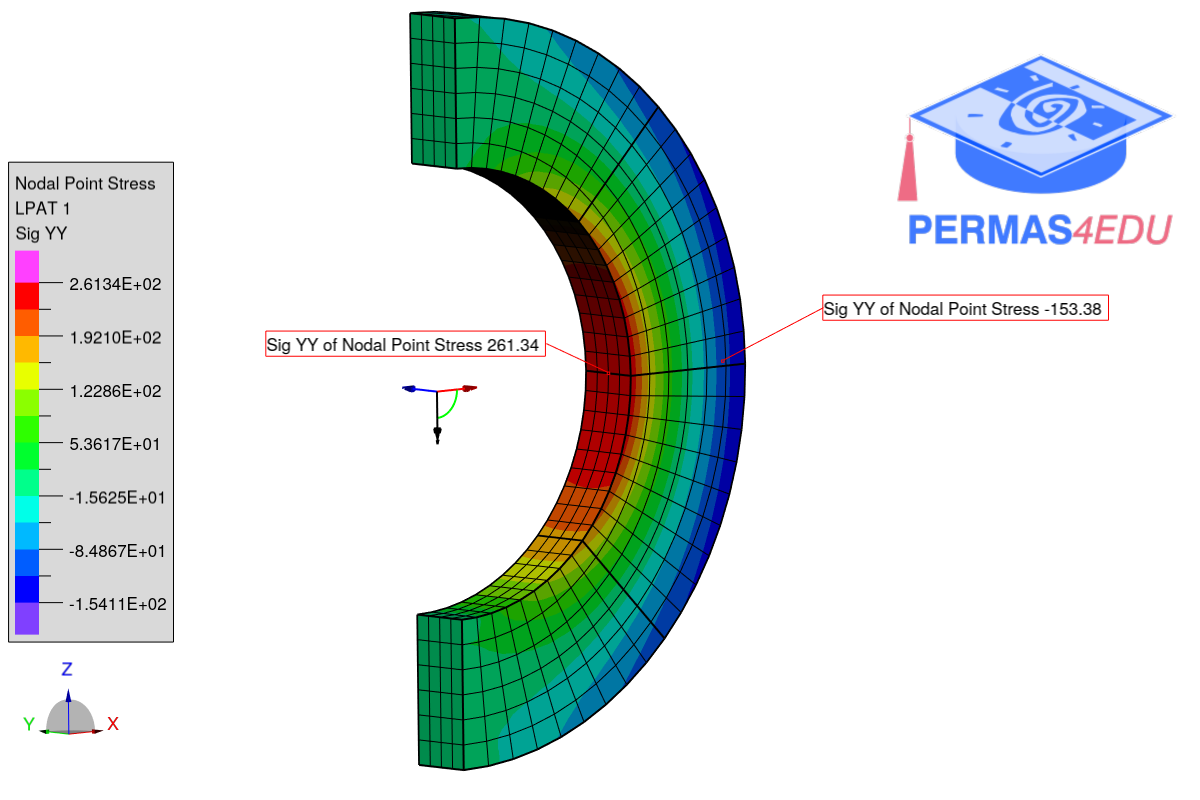 PERMAS4EDU
Nodal Point Stress
LPAT 1
Sig YY
2.6134E+02
1.9210E+02
1.2286E+02
5.3617E+01
-1.5625E+01
-8.4867E+01
-1.5411E+02
Sig YY of Nodal Point Stress -153.38
Sig YY of Nodal Point Stress 261.34
Z
Y
X